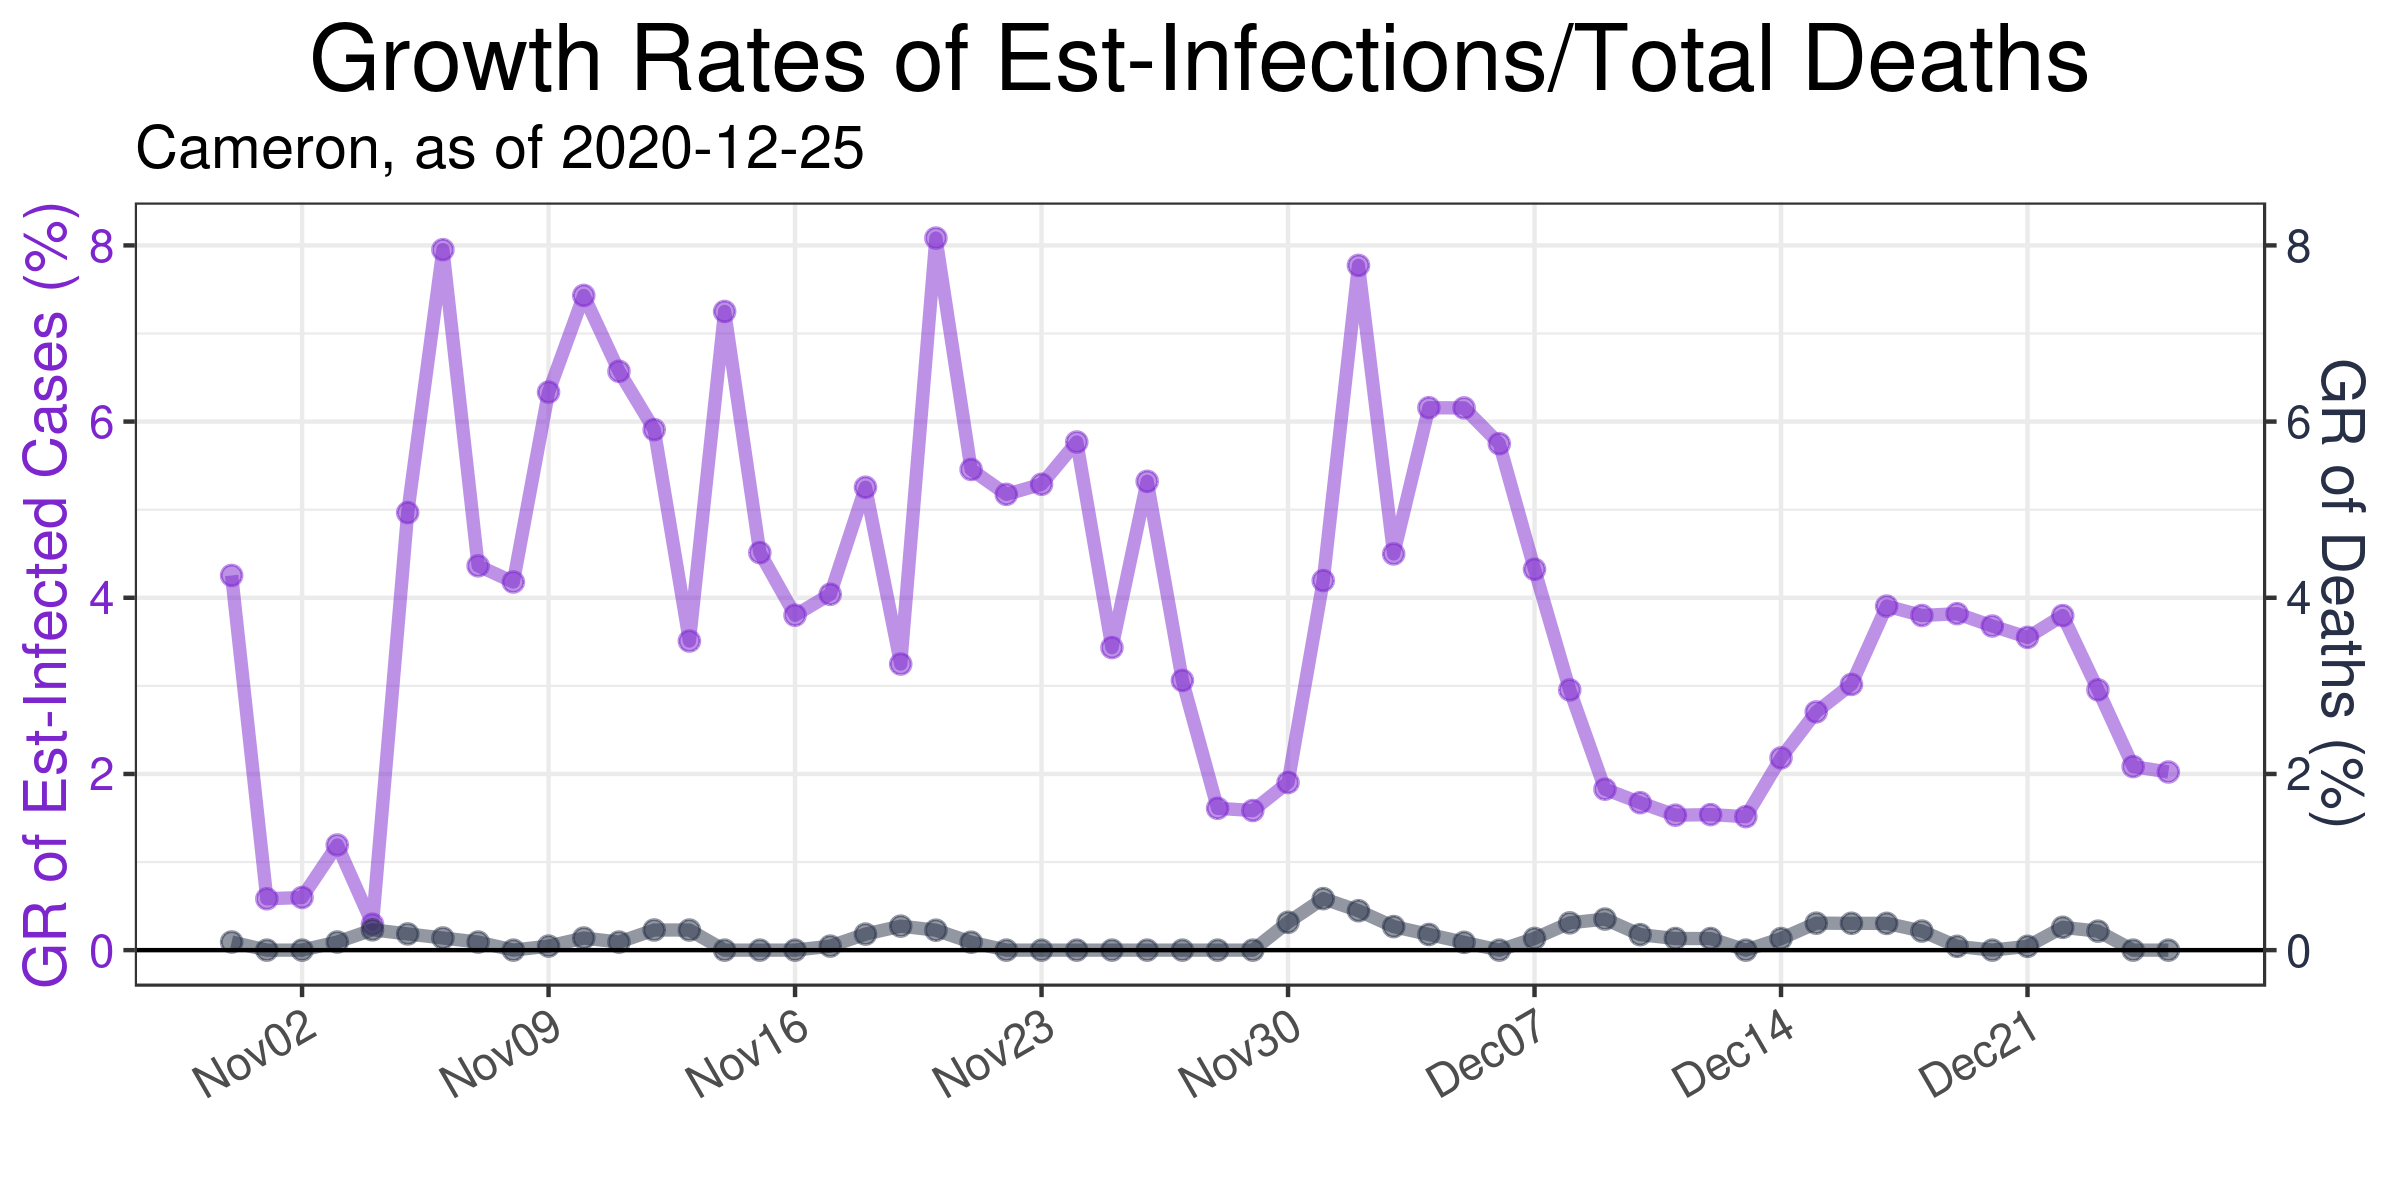 Growth Rates of Est-Infections/Total Deaths
Cameron, as of 2020-12-25
GR of Est-Infected Cases (%)
8
6
4
2
0
8
6
4
2
0
GR of Deaths (%)
Nov02
Nov09
Nov16
Nov23
Nov30
Dec07
Dec14
Dec21